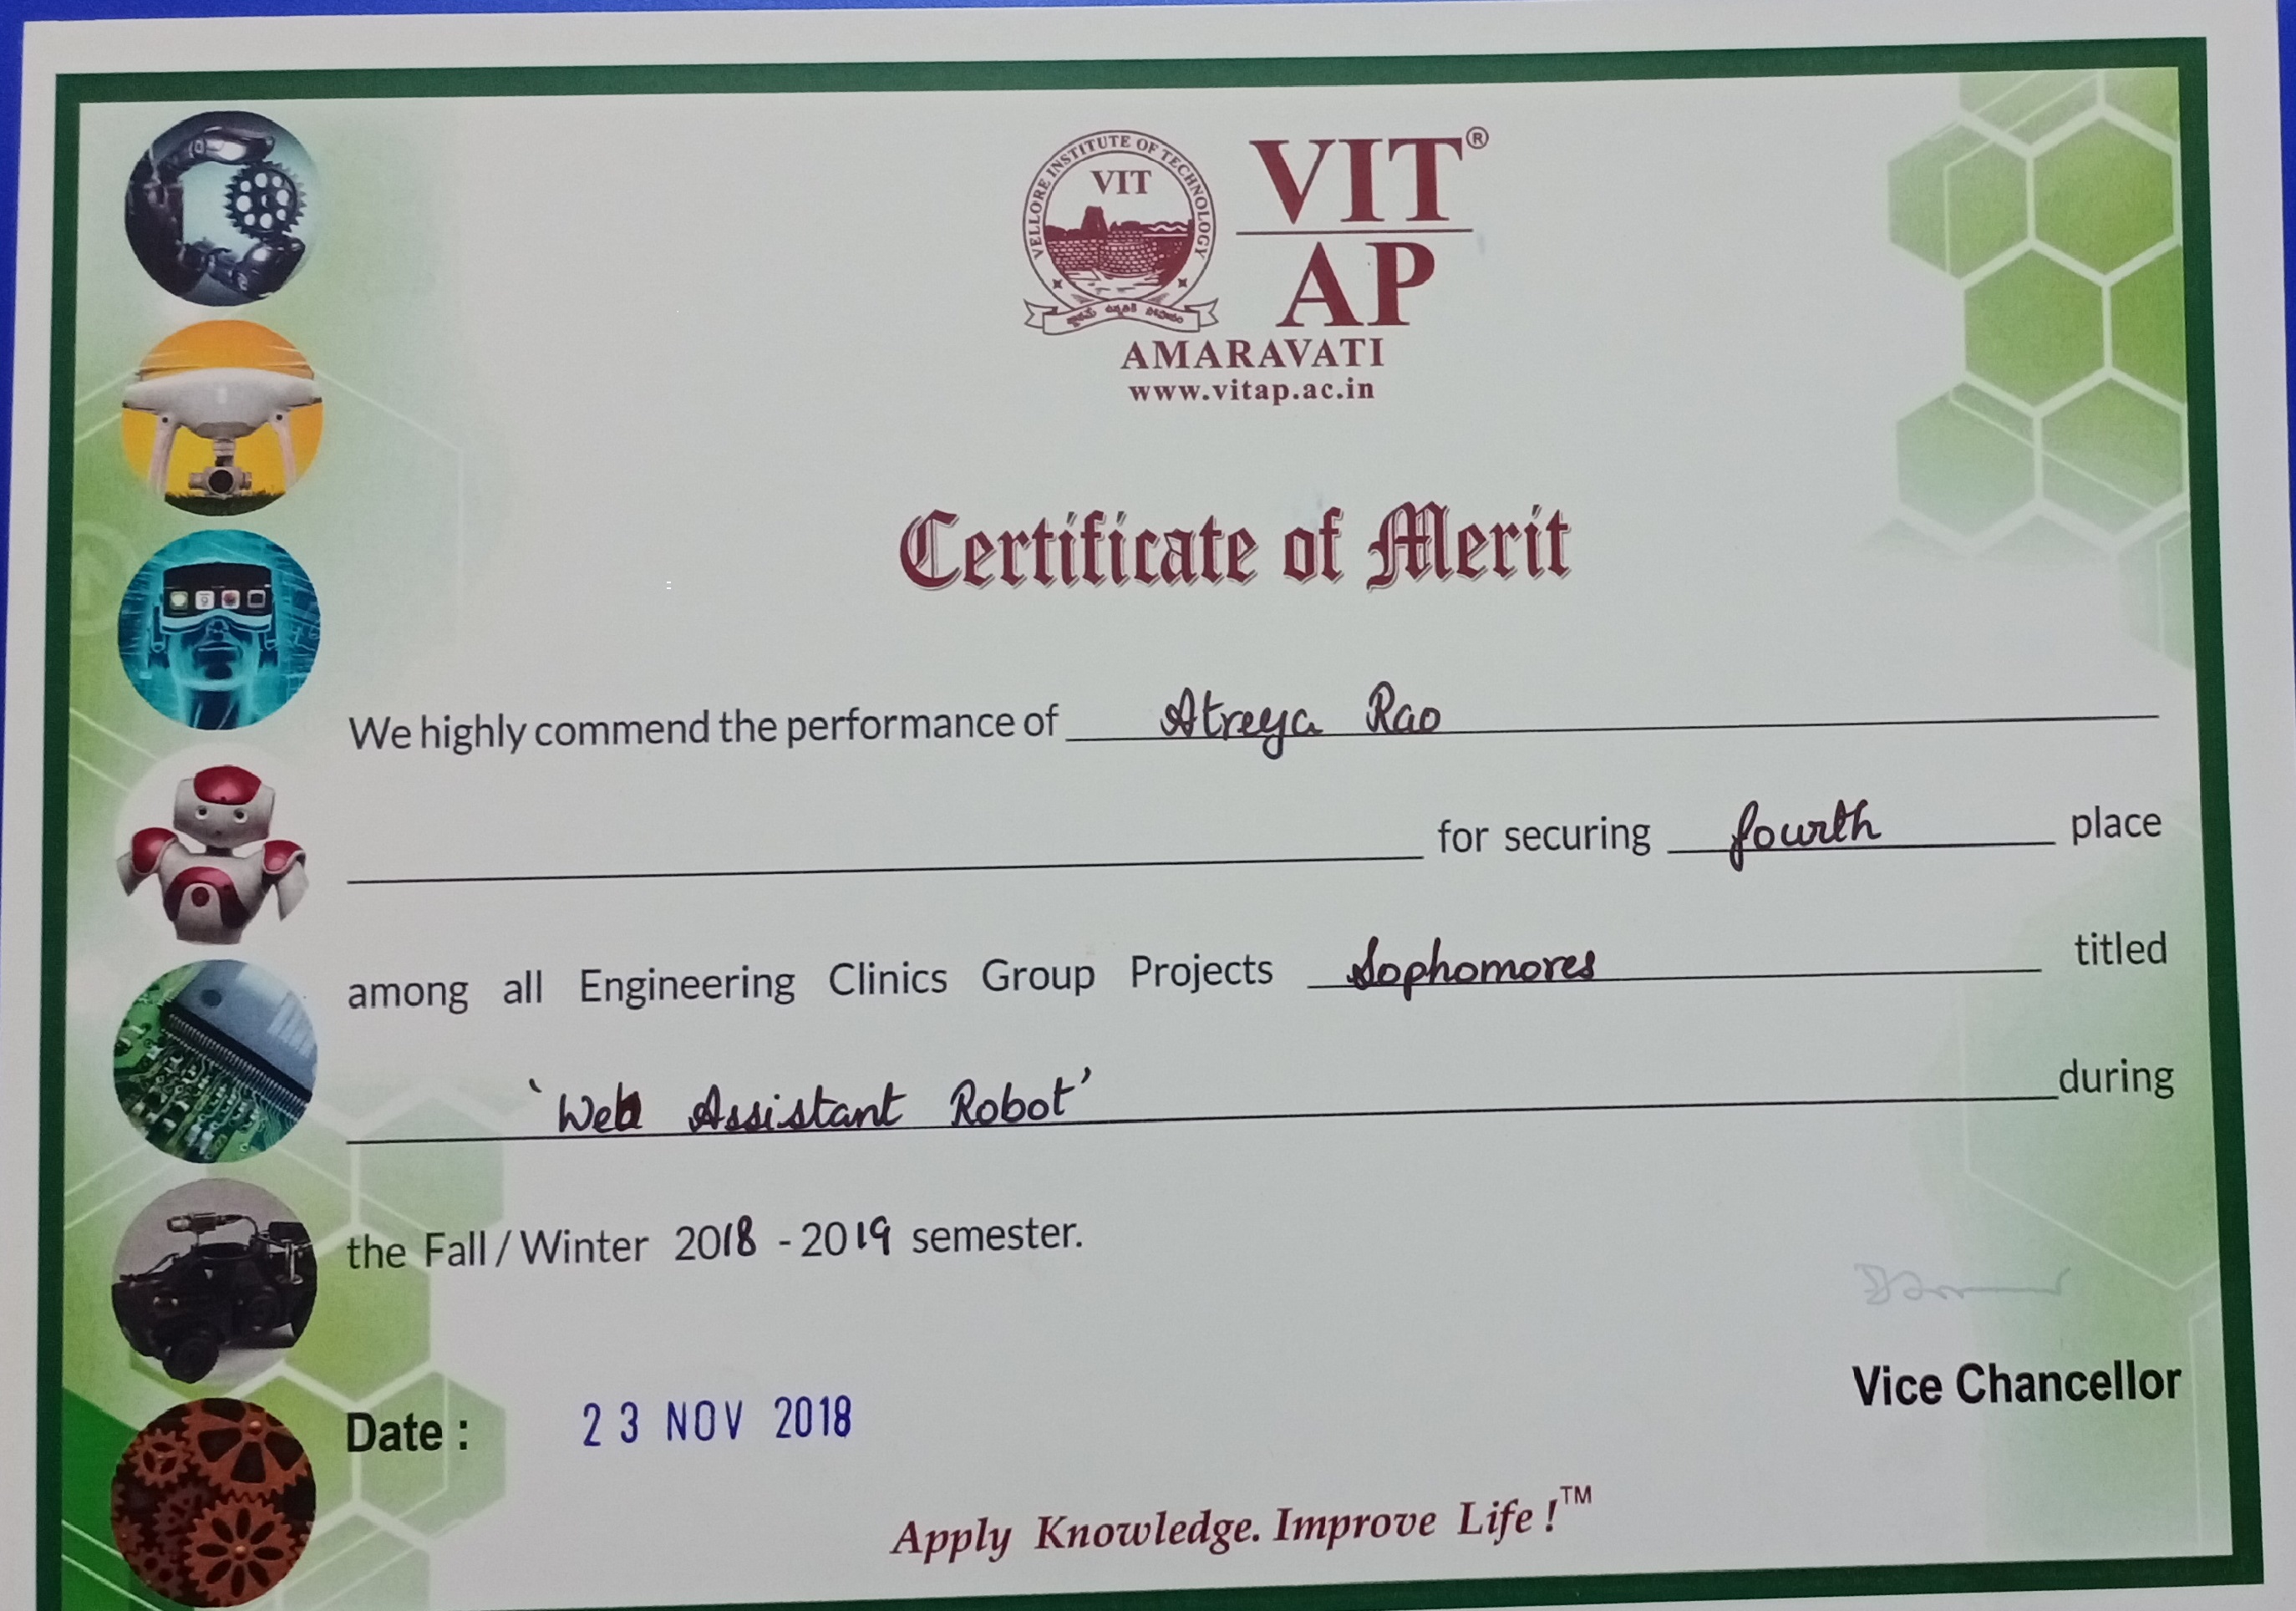 VELLORE INSTITUTE OF TECHNOLOGY
VIT
VIT®
AP
AMARAVATI
www.vitap.ac.in
Certificate of Merit
We highly commend the performance of Atreya Rao
for securing fourth place
among all Engineering Clinics Group Projects Sophomores titled
‘Web Assistant Robot’ during
the Fall / Winter 2018 - 2019 semester.
Vice Chancellor
Date : 23 NOV 2018
Apply Knowledge. Improve Life !™